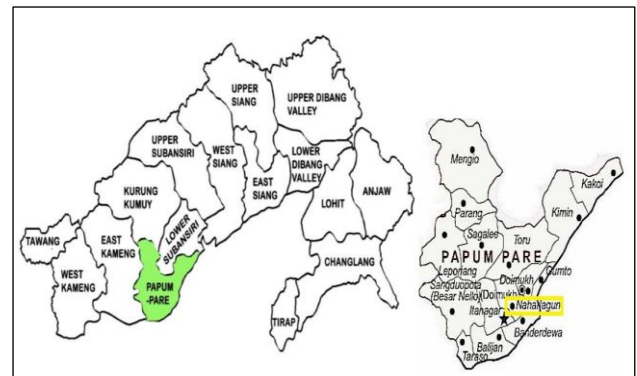 UPPER
SIANG
UPPER DIBANG
VALLEY
UPPER
SUBANSIRI
WEST
SIANG
LOWER
DIBANG
VALLEY
EAST
SIANG
KURUNG
KUMUY
LOWER
SUBANSIRI
LOHIT
ANJAW
TAWANG
EAST
KAMENG
WEST
KAMENG
PAPUM
-PARE
CHANGLANG
TIRAP
Mengio
Kakoi
Parang
Kimin
Sagalee
Toru
PAPUM PARE
Leporiang
Doimukh
Gumto
Sangdupota
(Besar Nello)
(Doimukh)
Naharlagun
Itanagar
Banderdewa
Balijan
Taraso